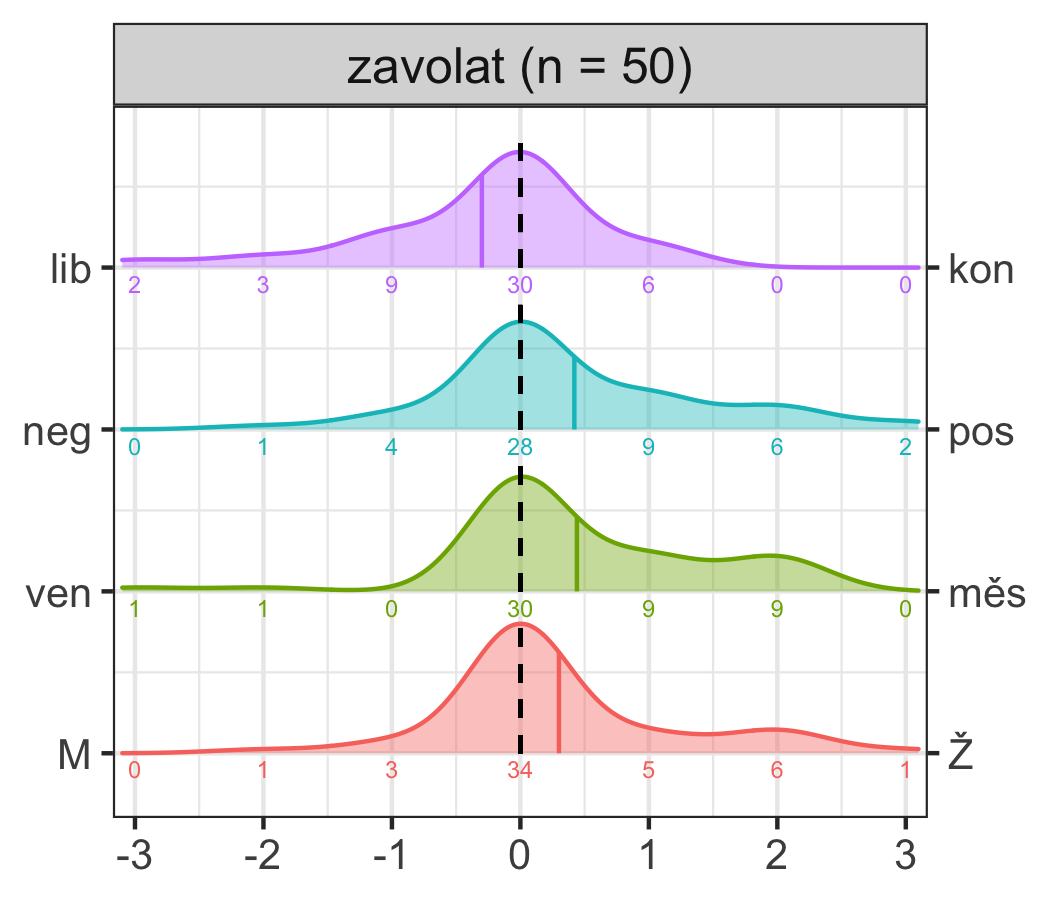 zavolat (n = 50)
lib kon
2 3 9 30 6 0 0
neg pos
0 1 4 28 9 6 2
ven měs
1 1 0 30 9 9 0
M Ž
0 1 3 34 5 6 1
-3 -2 -1 0 1 2 3